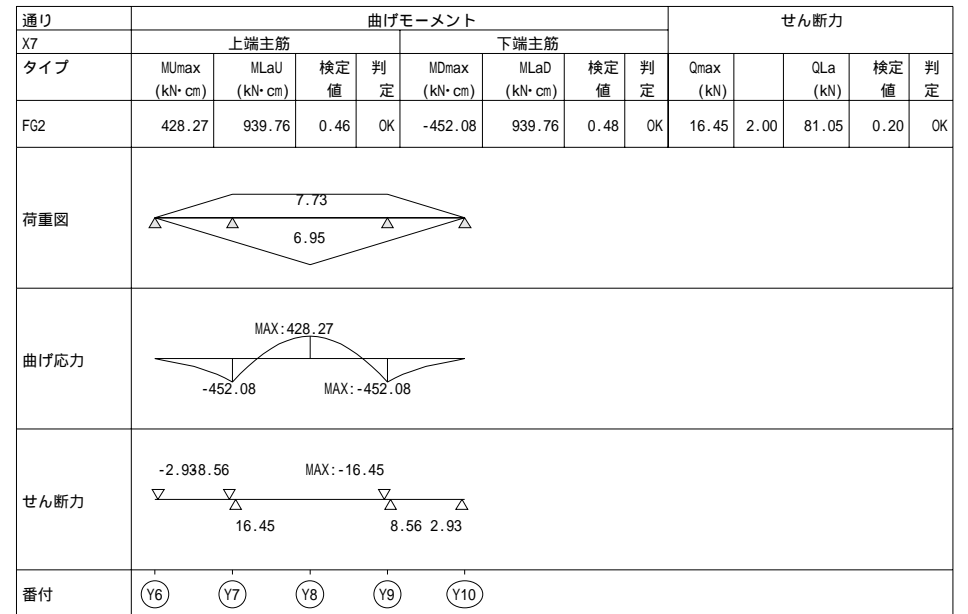 通り 曲げモーメント せん断力
X7 上端主筋 下端主筋
タイプ MUmax MLaU 検定 判 MDmax MLaD 検定 判 Qmax QLa 検定 判
(kN・cm) (kN・cm) 値 定 (kN・cm) (kN・cm) 値 定 (kN) (kN) 値 定
FG2 428.27 939.76 0.46 OK -452.08 939.76 0.48 OK 16.45 2.00 81.05 0.20 OK
荷重図
7.73
6.95
曲げ応力
MAX:428.27
-452.08 MAX:-452.08
せん断力
-2.93 -8.56 MAX:-16.45
16.45 8.56 2.93
番付 Y6 Y7 Y8 Y9 Y10